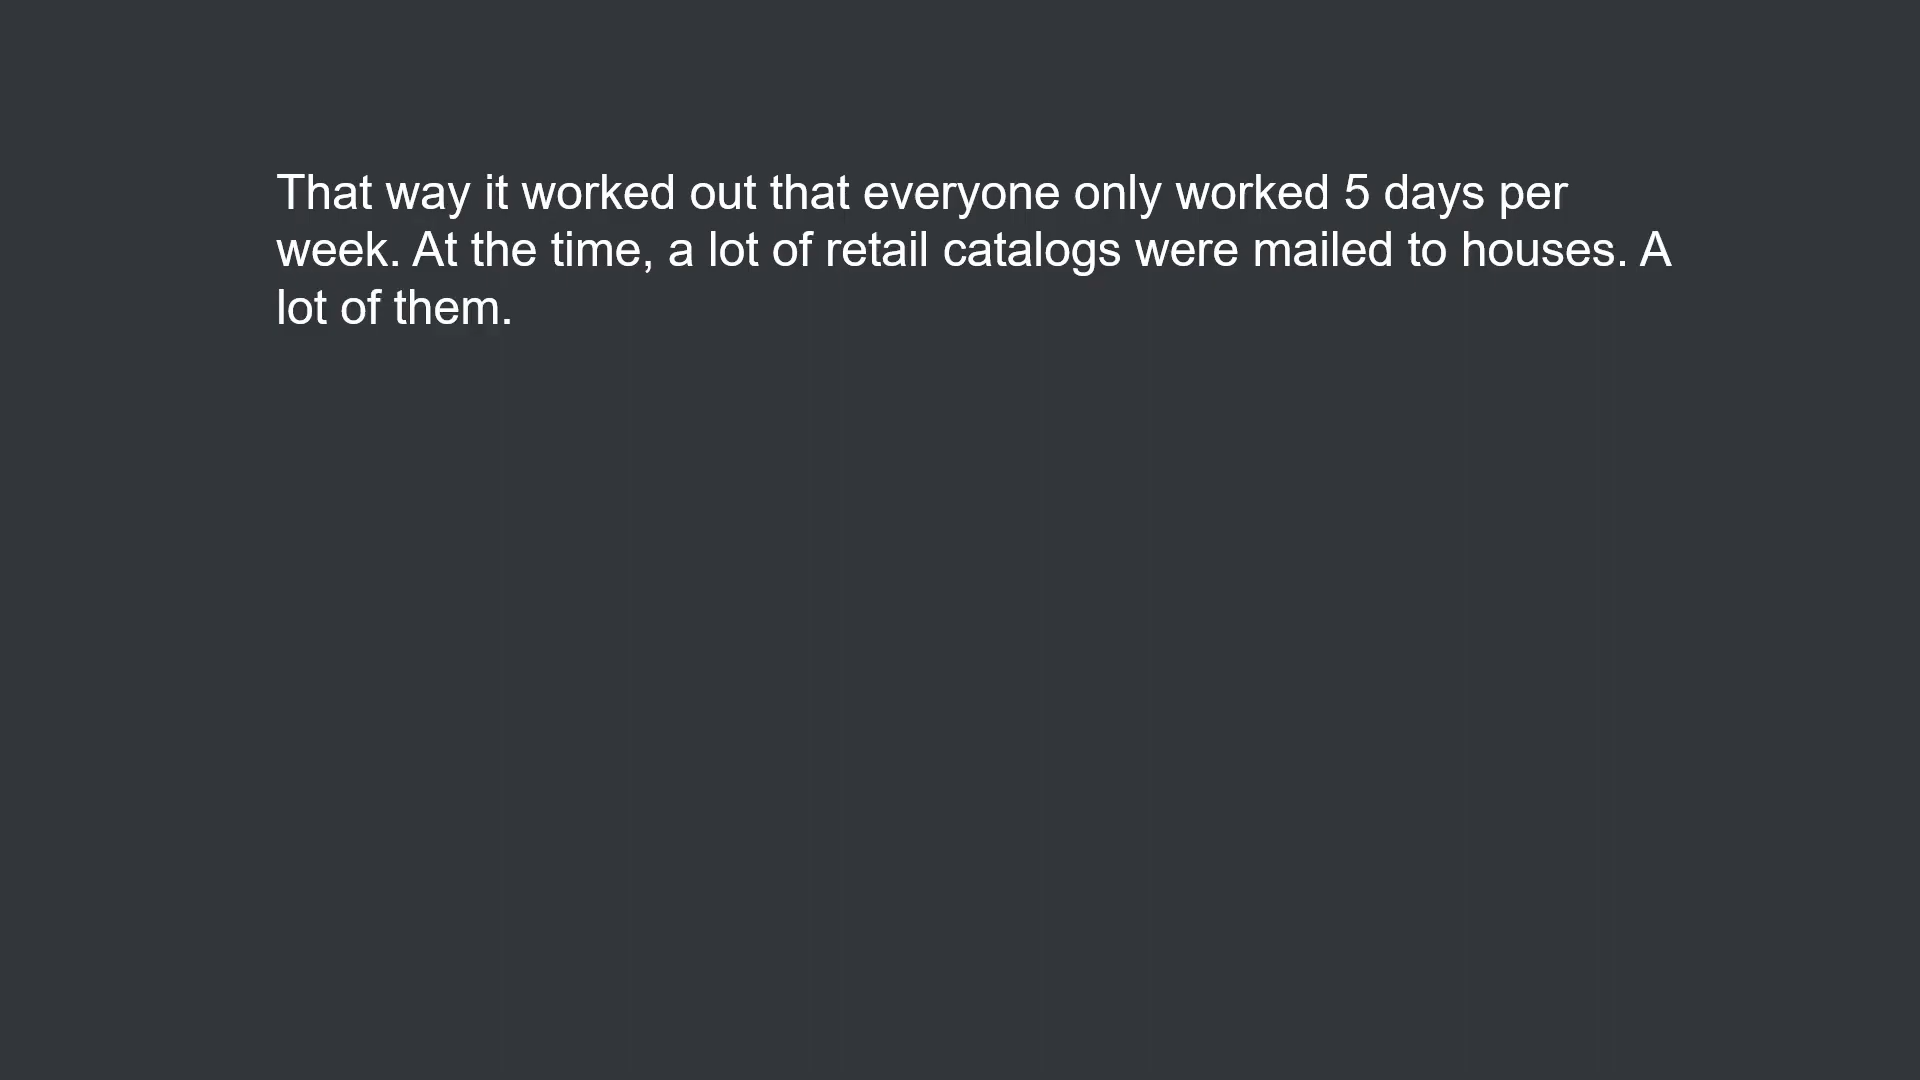 That way it worked out that everyone only worked 5 days per
week. At the time, a lot of retail catalogs were mailed to houses. A
lot of them.